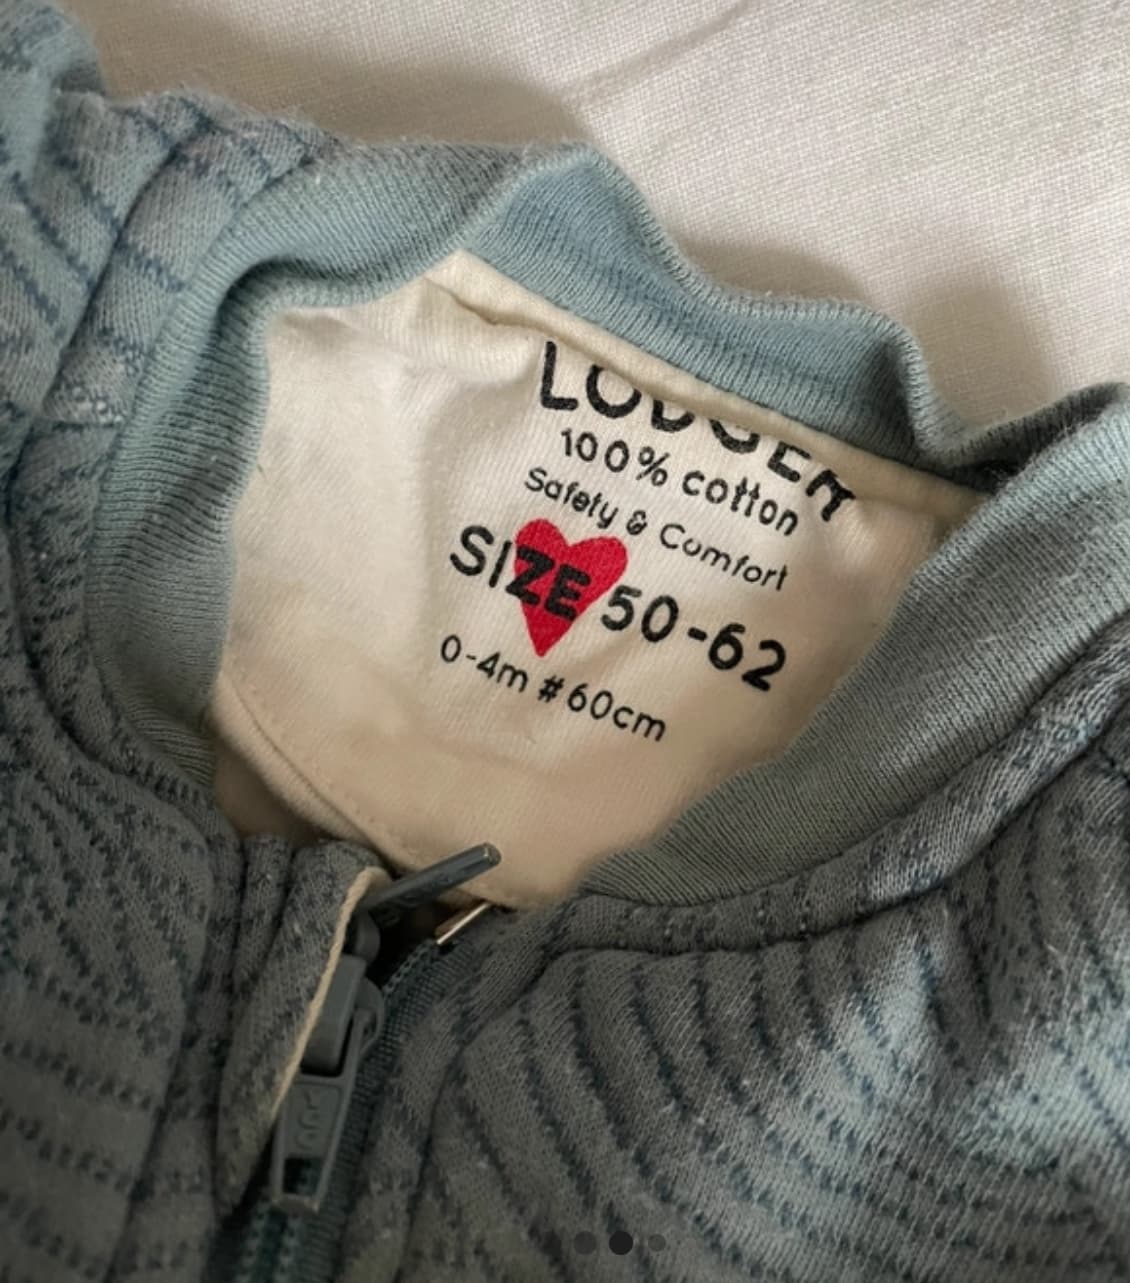 LODGER
100% cotton
Safety & Comfort
SIZE 50-62
0-4m #60cm